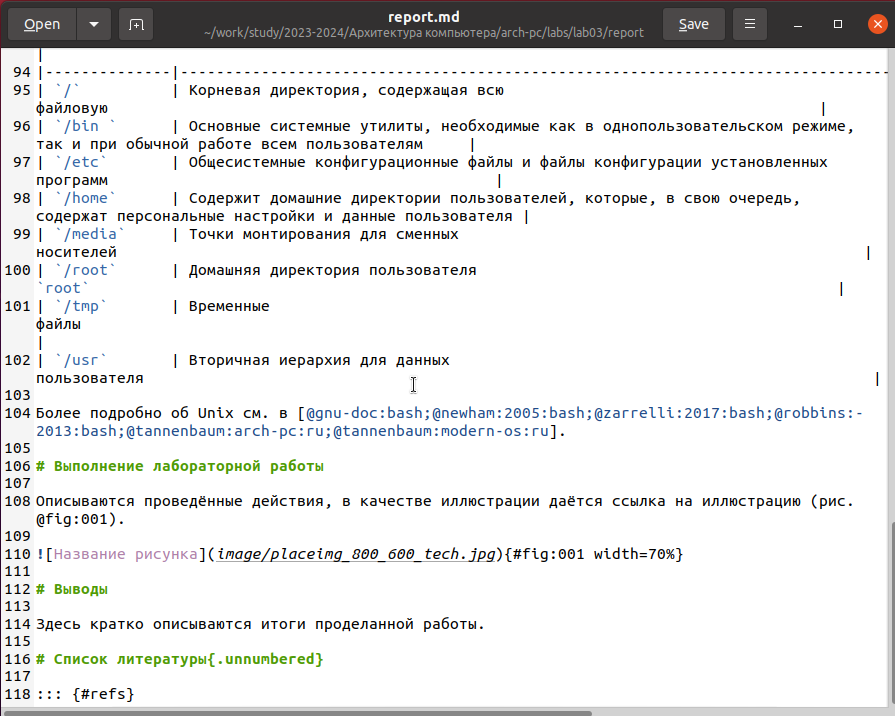 Open
report.md
~/work/study/2023-2024/Архитектура компьютера/arch-pc/labs/lab03/report
Save
|
94 |--------------|-------------------------------------------------------------------------------
95 | `/` | Корневая директория, содержащая всю
файловую |
96 | `/bin ` | Основные системные утилиты, необходимые как в однопользовательском режиме,
так и при обычной работе всем пользователям |
97 | `/etc` | Общесистемные конфигурационные файлы и файлы конфигурации установленных
программ |
98 | `/home` | Содержит домашние директории пользователей, которые, в свою очередь,
содержат персональные настройки и данные пользователя |
99 | `/media` | Точки монтирования для сменных
носителей |
100 | `/root` | Домашняя директория пользователя
`root` |
101 | `/tmp` | Временные
файлы
|
102 | `/usr` | Вторичная иерархия для данных
пользователя |
103
104 Более подробно об Unix см. в [@gnu-doc:bash;@newham:2005:bash;@zarrelli:2017:bash;@robbins:-
2013:bash;@tannenbaum:arch-pc:ru;@tannenbaum:modern-os:ru].
105
106 # Выполнение лабораторной работы
107
108 Описываются проведённые действия, в качестве иллюстрации даётся ссылка на иллюстрацию (рис.
@fig:001).
109
110 ![Название рисунка](image/placeimg_800_600_tech.jpg){#fig:001 width=70%}
111
112 # Выводы
113
114 Здесь кратко описываются итоги проделанной работы.
115
116 # Список литературы{.unnumbered}
117
118 ::: {#refs}